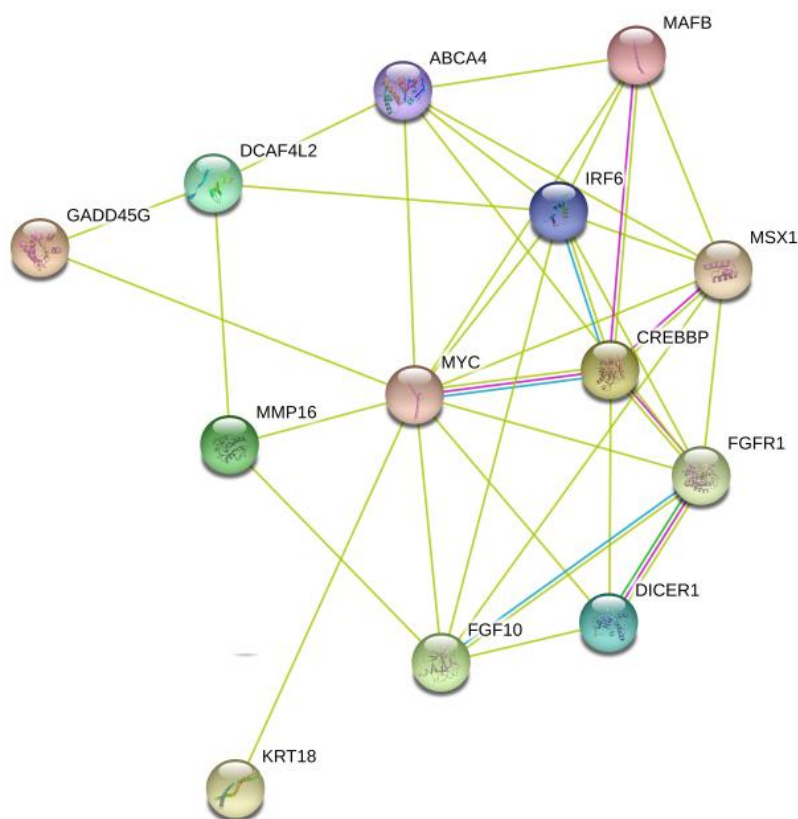 MAFB
ABCA4
DCAF4L2
IRF6
GADD45G
MSX1
CREBBP
MYC
MMP16
FGFR1
DICER1
FGF10
KRT18